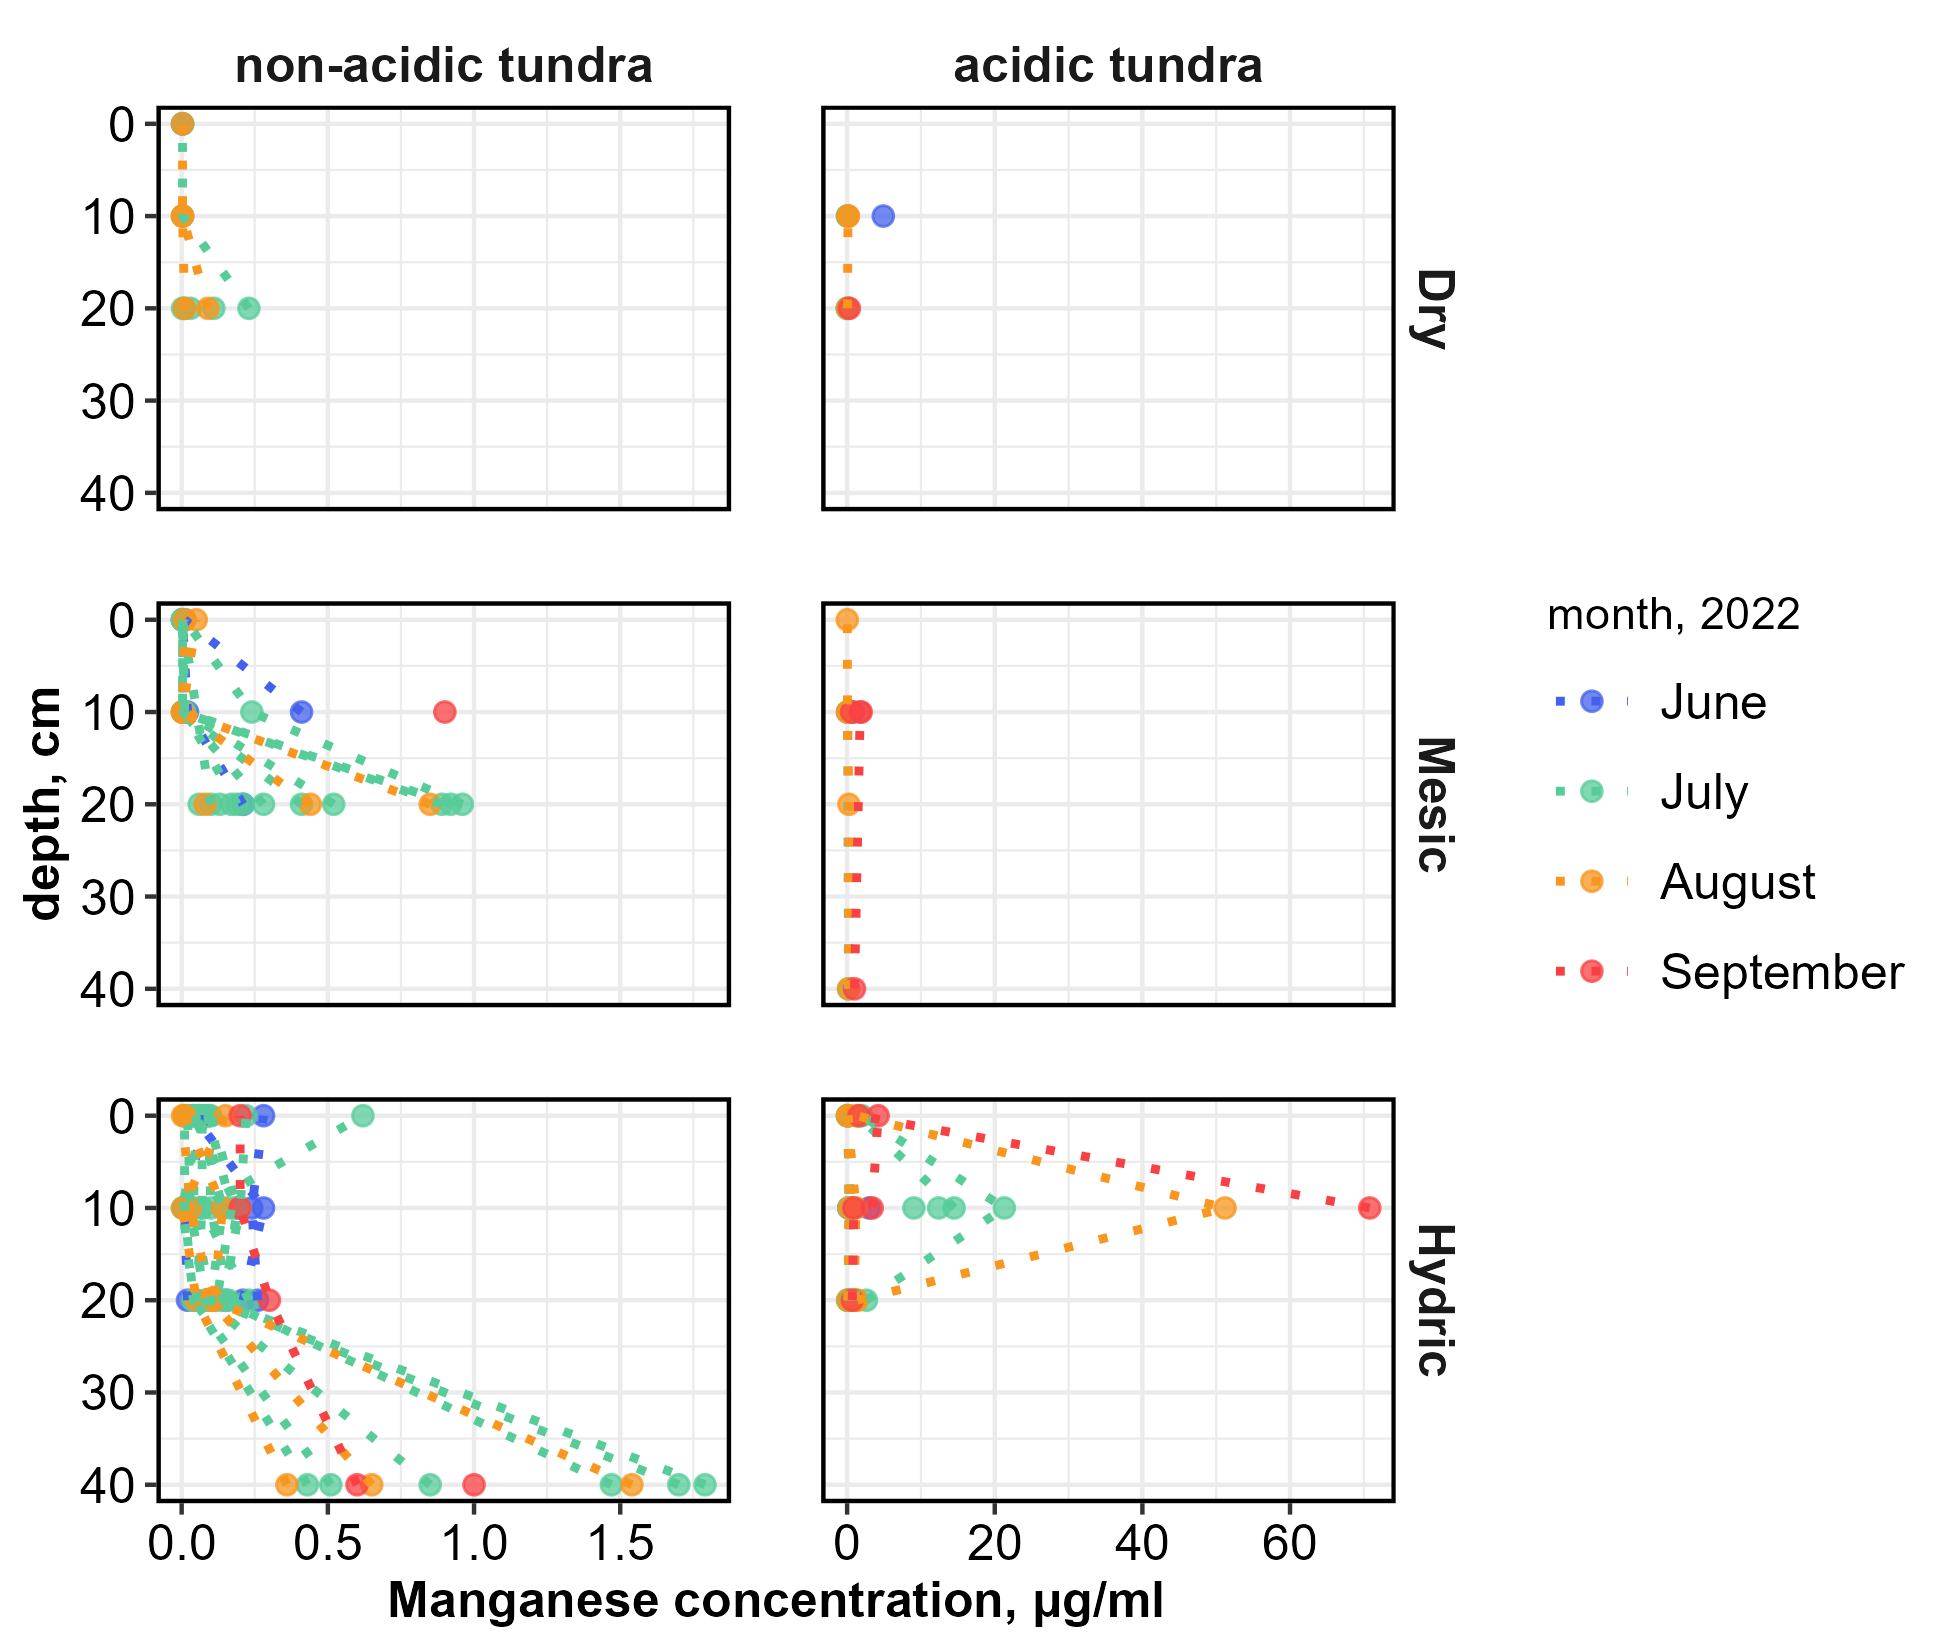 non-acidic tundra
acidic tundra
0
10
20
30
40
Dry
0
10
20
30
40
Mesic
depth, cm
month, 2022
June
July
August
September
0
10
20
30
40
Hydric
0.0
0.5
1.0
1.5
0
20
40
60
Manganese concentration, µg/ml